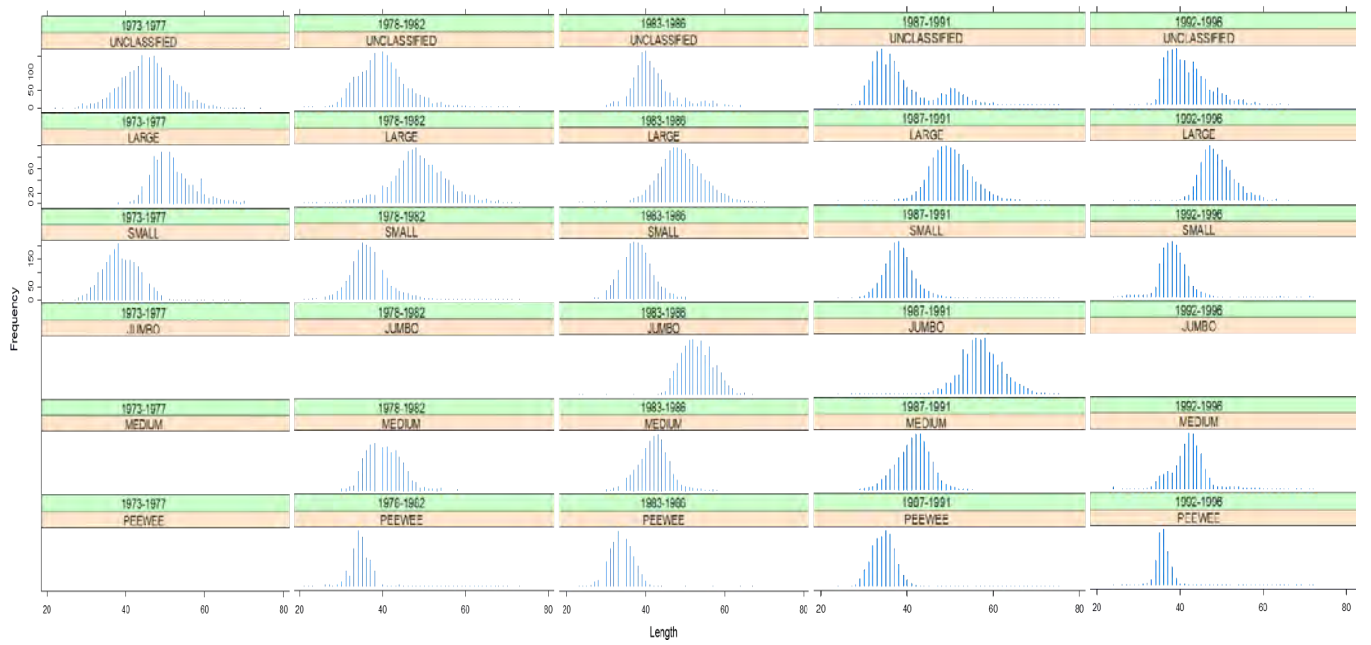 1973-1977 1978-1982 1983-1986 1987-1991 1992-1996
UNCLASSIFIED UNCLASSIFIED UNCLASSIFIED UNCLASSIFIED UNCLASSIFIED
100
50
0
1973-1977 1978-1982 1983-1986 1987-1991 1992-1996
LARGE LARGE LARGE LARGE LARGE
60
20
0
1973-1977 1978-1982 1983-1986 1987-1991 1992-1996
SMALL SMALL SMALL SMALL SMALL
150
50
0
1973-1977 1978-1982 1983-1986 1987-1991 1992-1996
JUMBO JUMBO JUMBO JUMBO JUMBO
Frequency
1973-1977 1978-1982 1983-1986 1987-1991 1992-1996
MEDIUM MEDIUM MEDIUM MEDIUM MEDIUM
1973-1977 1978-1982 1983-1986 1987-1991 1992-1996
PEEWEE PEEWEE PEEWEE PEEWEE PEEWEE
20 40 60 80 20 40 60 80 20 40 60 80 20 40 60 80 20 40 60 80
Length